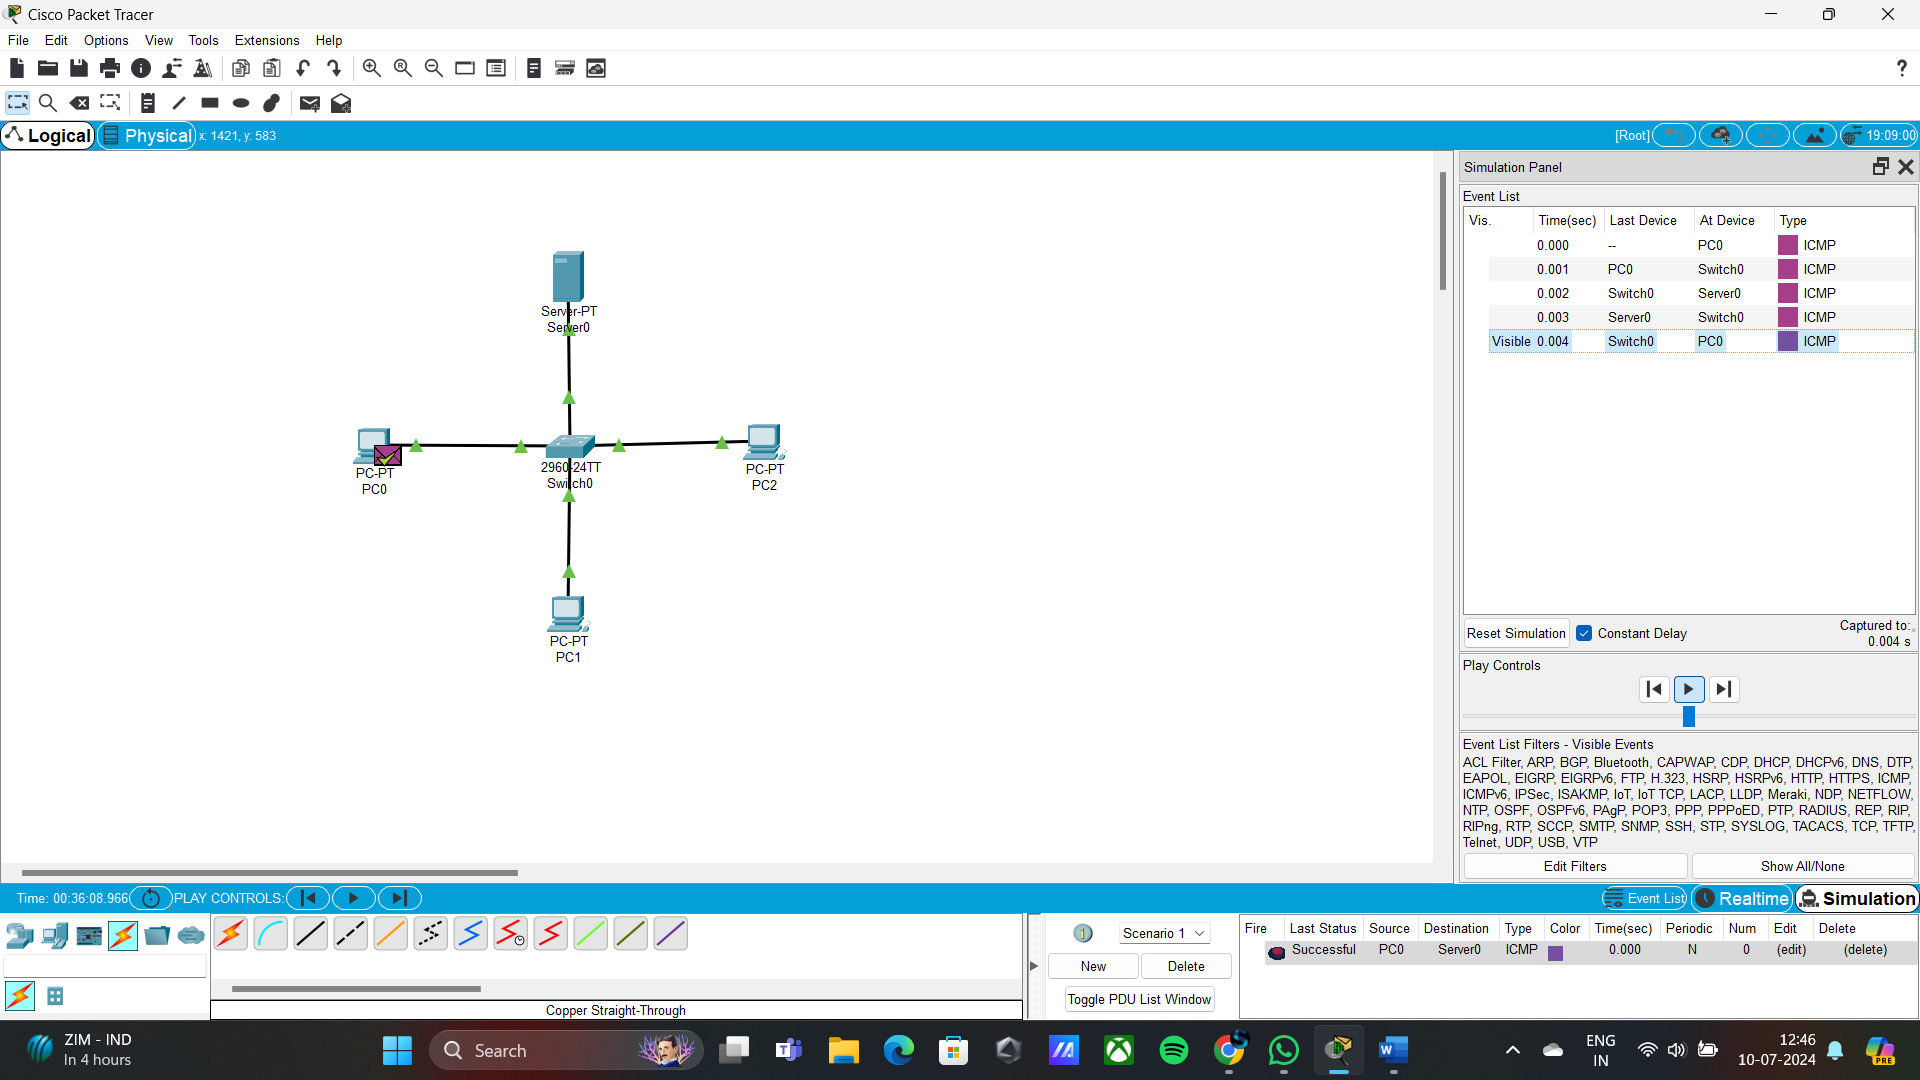 Cisco Packet Tracer
File Edit Options View Tools Extensions Help
?
Logical Physical x: 1421, y: 583 [Root] 19:09:00
Simulation Panel
Event List
Vis. Time(sec) Last Device At Device Type
0.000 -- PC0 ICMP
0.001 PC0 Switch0 ICMP
0.002 Switch0 Server0 ICMP
0.003 Server0 Switch0 ICMP
Visible 0.004 Switch0 PC0 ICMP
Server-PT
Server0
PC-PT
PC0
2960-24TT
Switch0
PC-PT
PC2
PC-PT
PC1
Reset Simulation Constant Delay Captured to:
0.004 s
Play Controls
Event List Filters - Visible Events
ACL Filter, ARP, BGP, Bluetooth, CAPWAP, CDP, DHCP, DHCPv6, DNS, DTP,
EAPOL, EIGRP, EIGRPv6, FTP, H.323, HSRP, HSRPv6, HTTP, HTTPS, ICMP,
ICMPv6, IPSec, ISAKMP, IoT, IoT TCP, LACP, LLDP, Meraki, NDP, NETFLOW,
NTP, OSPF, OSPFv6, PAgP, POP3, PPP, PPPoED, PTP, RADIUS, REP, RIP,
RIPng, RTP, SCCP, SMTP, SNMP, SSH, STP, SYSLOG, TACACS, TCP, TFTP,
Telnet, UDP, USB, VTP
Edit Filters Show All/None
Time: 00:36:08.966 PLAY CONTROLS: Event List Realtime Simulation
Scenario 1
New Delete
Toggle PDU List Window
Fire Last Status Source Destination Type Color Time(sec) Periodic Num Edit Delete
Successful PC0 Server0 ICMP 0.000 N 0 (edit) (delete)
Copper Straight-Through
ZIM - IND
In 4 hours
Search
ENG
IN
12:46
10-07-2024
PRE